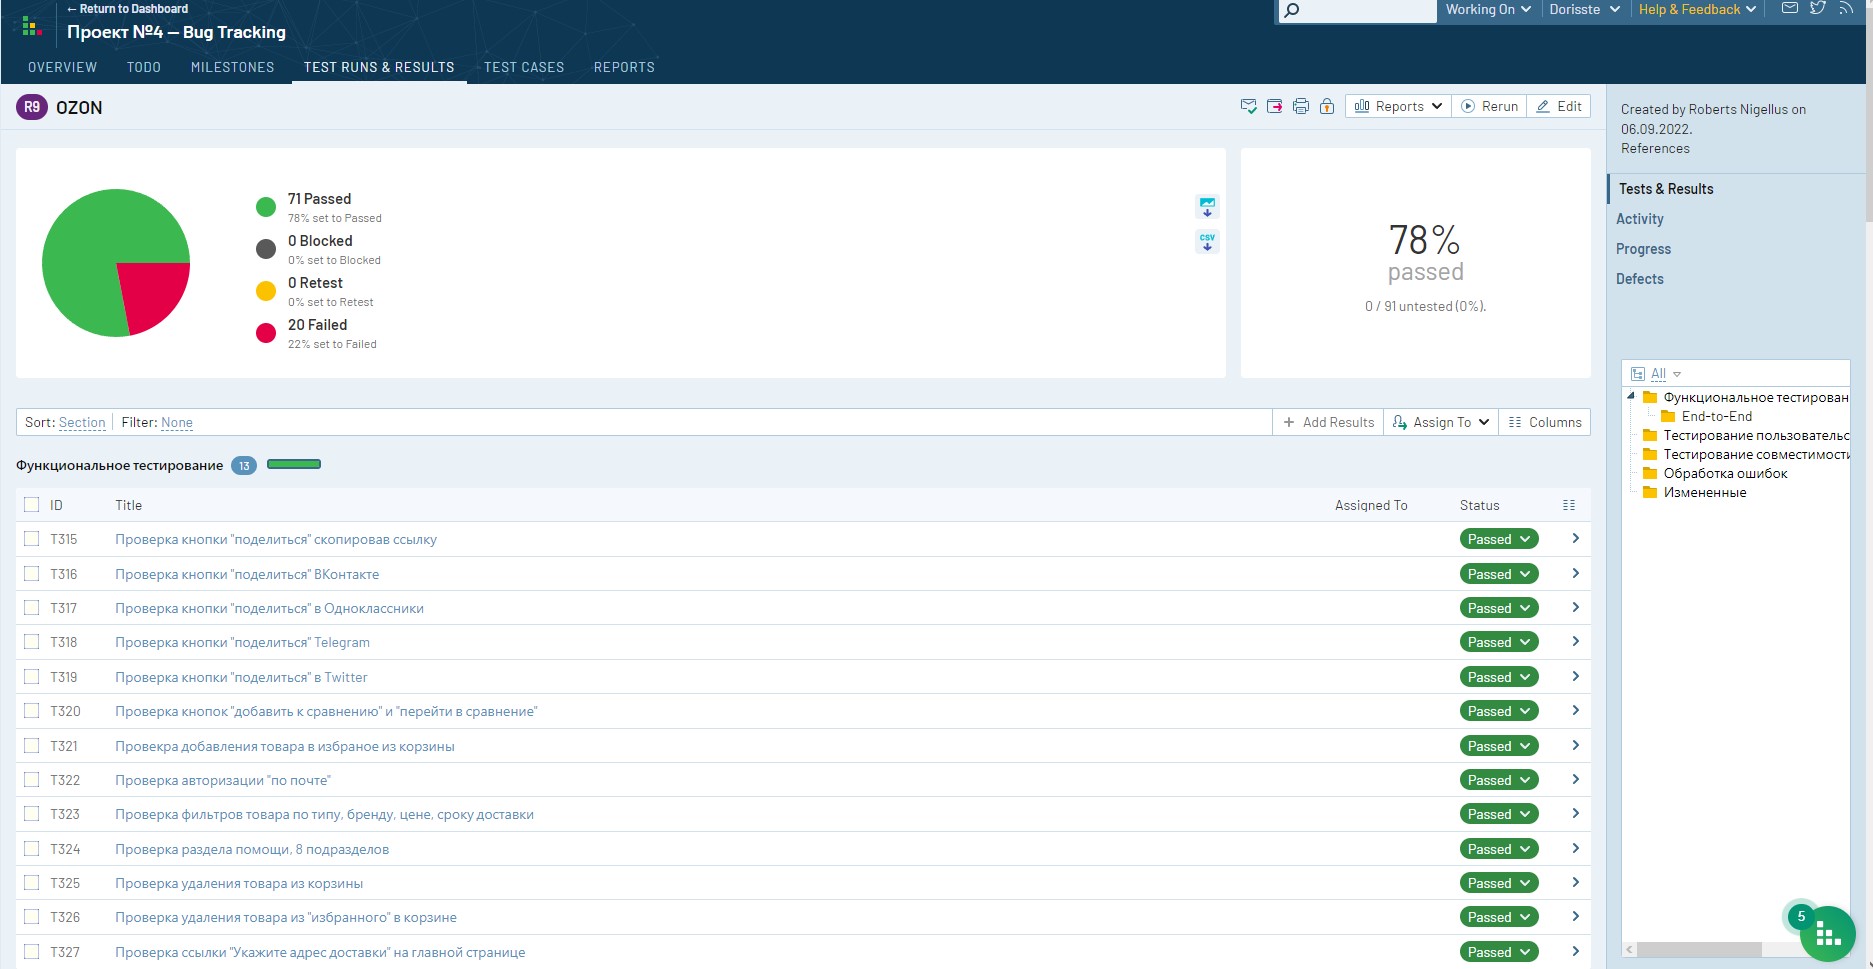 ← Return to Dashboard
Проект №4 — Bug Tracking
Working On
Dorisste
Help & Feedback
OVERVIEW TODO MILESTONES TEST RUNS & RESULTS TEST CASES REPORTS
R9 OZON
Reports Rerun Edit
71 Passed
78% set to Passed
0 Blocked
0% set to Blocked
0 Retest
0% set to Retest
20 Failed
22% set to Failed
CSV
78%
passed
0 / 91 untested (0%).
Sort: Section Filter: None
Add Results Assign To Columns
Функциональное тестирование 13
ID Title Assigned To Status
T315 Проверка кнопки "поделиться" скопировав ссылку Passed
T316 Проверка кнопки "поделиться" ВКонтакте Passed
T317 Проверка кнопки "поделиться" в Одноклассники Passed
T318 Проверка кнопки "поделиться" Telegram Passed
T319 Проверка кнопки "поделиться" в Twitter Passed
T320 Проверка кнопок "добавить к сравнению" и "перейти в сравнение" Passed
T321 Провекра добавления товара в избраное из корзины Passed
T322 Проверка авторизации "по почте" Passed
T323 Проверка фильтров товара по типу, бренду, цене, сроку доставки Passed
T324 Проверка раздела помощи, 8 подразделов Passed
T325 Проверка удаления товара из корзины Passed
T326 Проверка удаления товара из "избранного" в корзине Passed
T327 Проверка ссылки "Укажите адрес доставки" на главной странице Passed
Created by Roberts Nigellus on
06.09.2022.
References
Tests & Results
Activity
Progress
Defects
All
Функциональное тестирован
End-to-End
Тестирование пользовательс
Тестирование совместимости
Обработка ошибок
Измененные
5